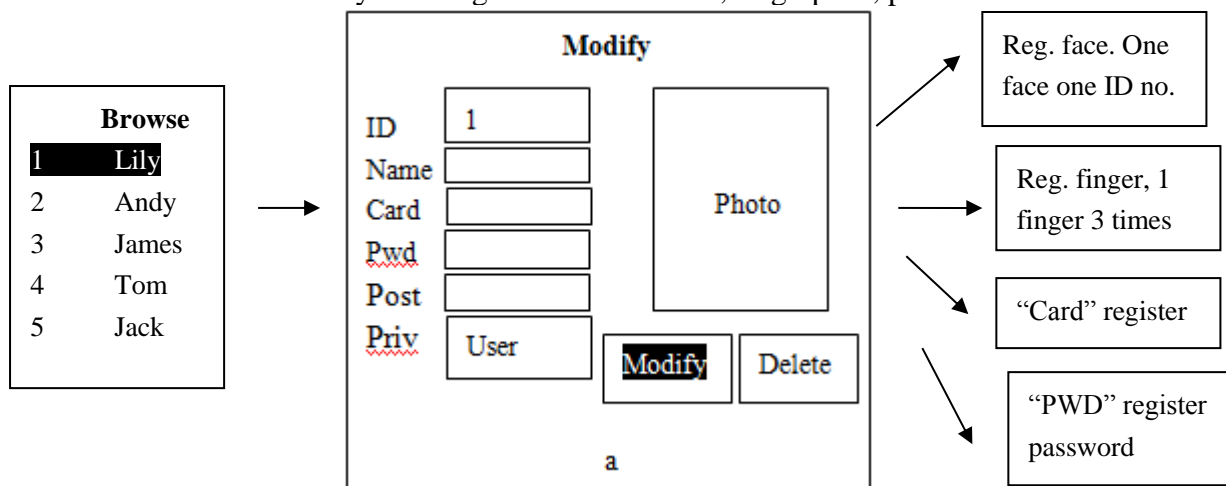 Browse
1 Lily
2 Andy
3 James
4 Tom
5 Jack
Modify
ID 1
Name
Card
Pwd
Post
Priv User
Photo
Modify Delete
a
Reg. face. One
face one ID no.
Reg. finger, 1
finger 3 times
“Card” register
“PWD” register
password